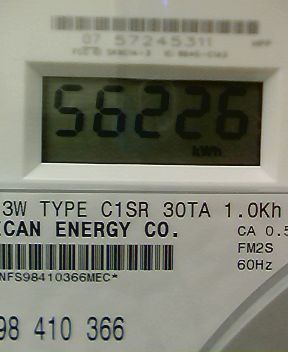 07 57245311
56226
kWh
3W TYPE C1SR 30TA 1.0Kh
ICAN ENERGY CO.
CA 0.5
FM2S
60Hz
NFS98410366MEC*
98 410 366